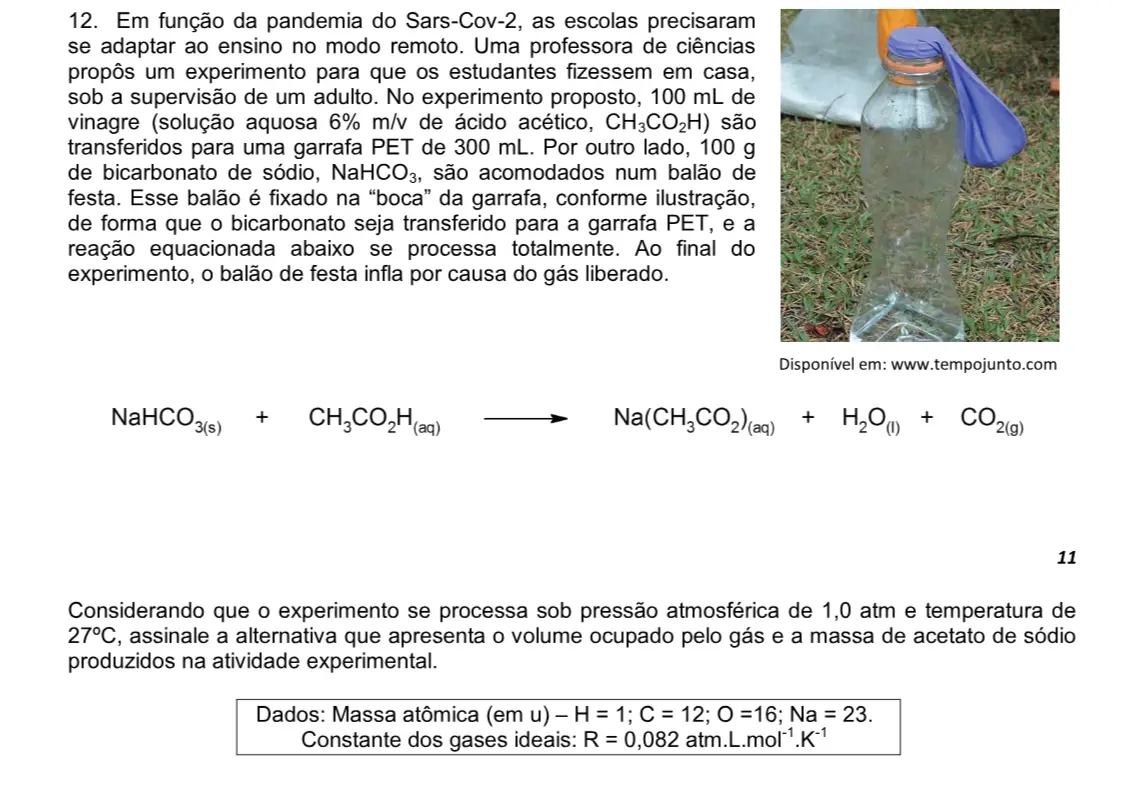 12. Em função da pandemia do Sars-Cov-2, as escolas precisaram
se adaptar ao ensino no modo remoto. Uma professora de ciências
propôs um experimento para que os estudantes fizessem em casa,
sob a supervisão de um adulto. No experimento proposto, 100 mL de
vinagre (solução aquosa 6% m/v de ácido acético, CH₃CO₂H) são
transferidos para uma garrafa PET de 300 mL. Por outro lado, 100 g
de bicarbonato de sódio, NaHCO₃, são acomodados num balão de
festa. Esse balão é fixado na “boca” da garrafa, conforme ilustração,
de forma que o bicarbonato seja transferido para a garrafa PET, e a
reação equacionada abaixo se processa totalmente. Ao final do
experimento, o balão de festa infla por causa do gás liberado.
Disponível em: www.tempojunto.com
NaHCO₃₍ₛ₎ + CH₃CO₂H₍ₐq₎ ⟶ Na(CH₃CO₂)₍ₐq₎ + H₂O₍ₗ₎ + CO₂₍g₎
11
Considerando que o experimento se processa sob pressão atmosférica de 1,0 atm e temperatura de
27ºC, assinale a alternativa que apresenta o volume ocupado pelo gás e a massa de acetato de sódio
produzidos na atividade experimental.
Dados: Massa atômica (em u) – H = 1; C = 12; O =16; Na = 23.
Constante dos gases ideais: R = 0,082 atm.L.mol⁻¹.K⁻¹